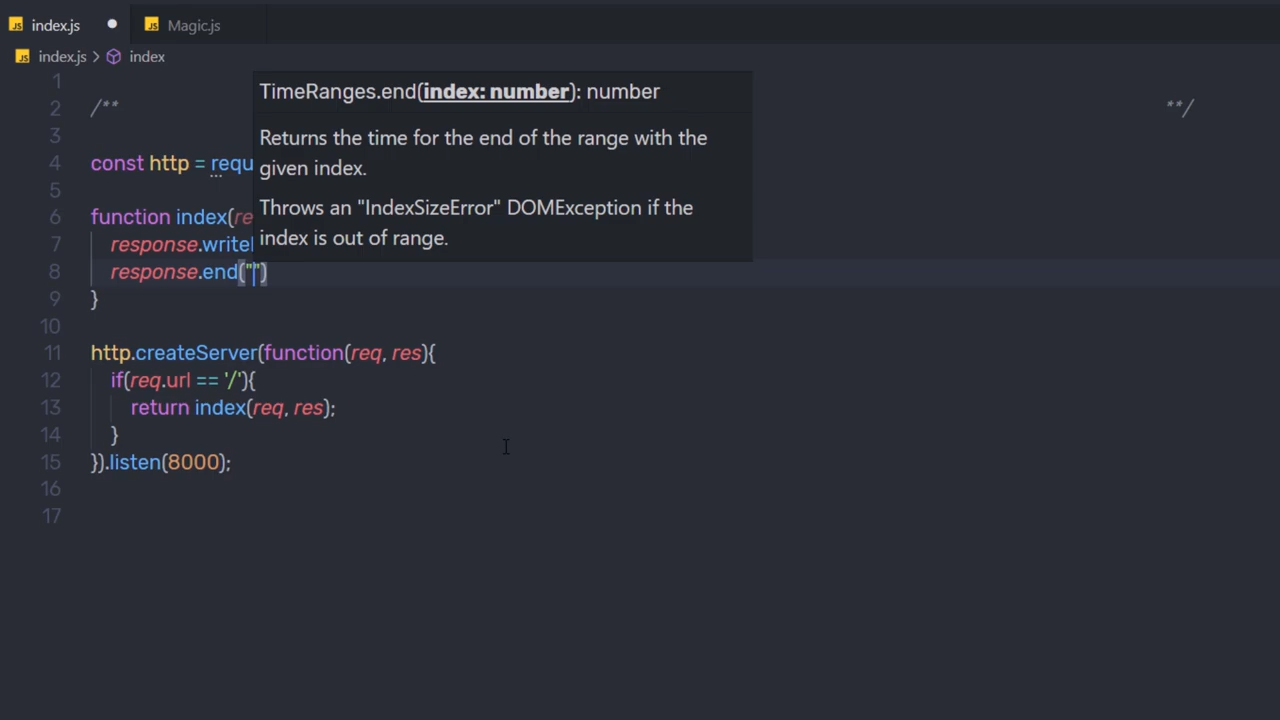 index.js Magic.js
index.js > index
1
2 /** **/
3
4 const http = requ
5
6 function index(re
7 response.write
8 response.end("")
9 }
10
11 http.createServer(function(req, res){
12 if(req.url == '/'){
13 return index(req, res);
14 }
15 }).listen(8000);
16
17
TimeRanges.end(index: number): number
Returns the time for the end of the range with the
given index.
Throws an "IndexSizeError" DOMException if the
index is out of range.